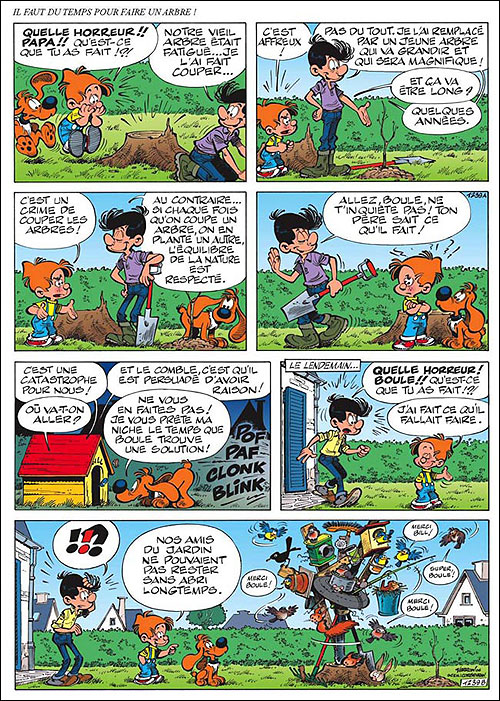 IL FAUT DU TEMPS POUR FAIRE UN ARBRE !
QUELLE HORREUR!!
PAPA!! QU'EST-CE
QUE TU AS FAIT!?!
NOTRE VIEIL
ARBRE ÉTAIT
FATIGUÉ... JE
L'AI FAIT
COUPER...
C'EST
AFFREUX
!
PAS DU TOUT. JE L'AI REMPLACÉ
PAR UN JEUNE ARBRE
QUI VA GRANDIR ET
QUI SERA MAGNIFIQUE!
ET ÇA VA
ÊTRE LONG?
QUELQUES
ANNÉES.
C'EST UN
CRIME DE
COUPER LES
ARBRES!
AU CONTRAIRE...
SI CHAQUE FOIS
QU'ON COUPE UN
ARBRE, ON EN
PLANTE UN AUTRE,
L'ÉQUILIBRE
DE LA NATURE
EST
RESPECTÉ.
1239A
ALLEZ, BOULE, NE
T'INQUIÈTE PAS! TON
PÈRE SAIT CE
QU'IL FAIT!
C'EST UNE
CATASTROPHE
POUR NOUS!
OÙ VA-T-ON
ALLER?
ET LE COMBLE, C'EST QU'IL
EST PERSUADÉ D'AVOIR
RAISON!
NE VOUS
EN FAITES PAS!
JE VOUS PRÊTE MA
NICHE LE TEMPS QUE
BOULE TROUVE
UNE SOLUTION!
AÏ
POF
PAF
CLONK
BLINK
LE LENDEMAIN...
QUELLE HORREUR!
BOULE!! QU'EST-CE
QUE TU AS FAIT!?!
J'AI FAIT CE QU'IL
FALLAIT FAIRE.
!?!
NOS AMIS
DU JARDIN
NE POUVAIENT
PAS RESTER
SANS ABRI
LONGTEMPS.
MERCI
BILL!
MERCI
BOULE!
SUPER,
BOULE!
MERCI
BOULE!
1239B